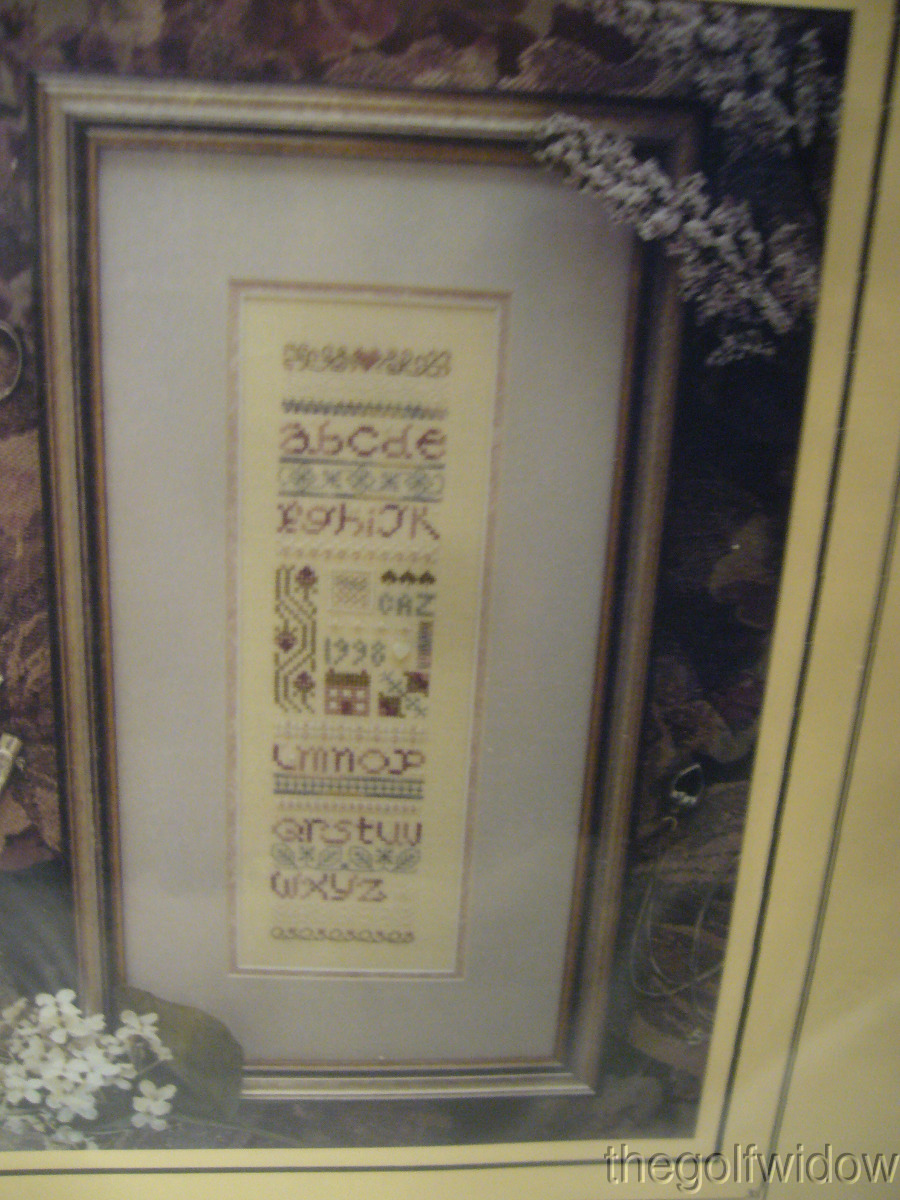 abcde
fghiJK
CAZ
1998
Lmnop
qrstuv
wxyz
thegolfwidow